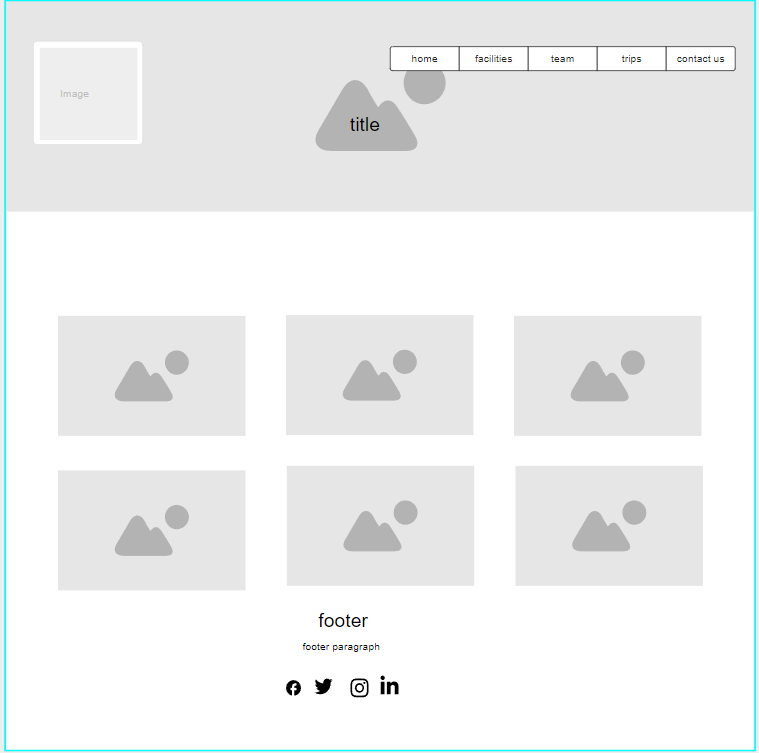 home facilities team trips contact us
Image
title
footer
footer paragraph